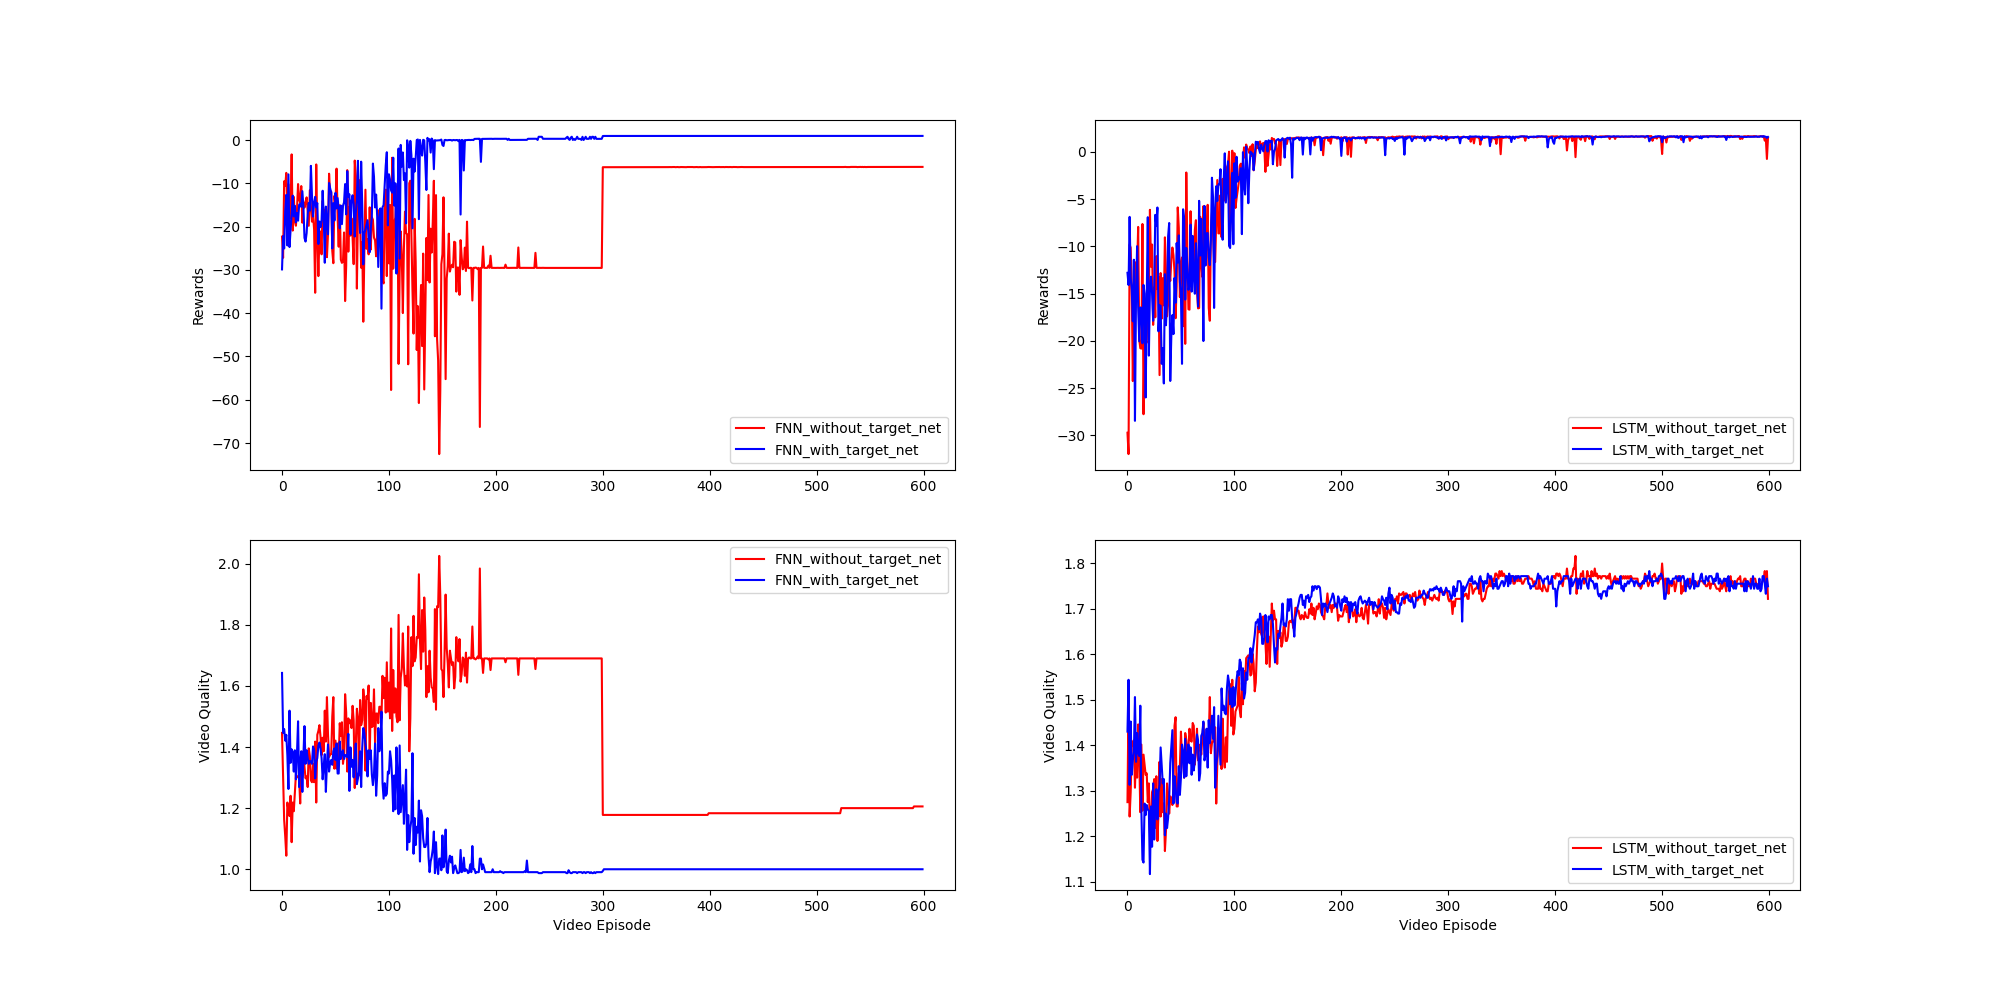 0
−10
−20
−30
−40
−50
−60
−70
Rewards
FNN_without_target_net
FNN_with_target_net
0 100 200 300 400 500 600
0
−5
−10
−15
−20
−25
−30
Rewards
LSTM_without_target_net
LSTM_with_target_net
0 100 200 300 400 500 600
2.0
1.8
1.6
1.4
1.2
1.0
Video Quality
FNN_without_target_net
FNN_with_target_net
0 100 200 300 400 500 600
Video Episode
1.8
1.7
1.6
1.5
1.4
1.3
1.2
1.1
Video Quality
LSTM_without_target_net
LSTM_with_target_net
0 100 200 300 400 500 600
Video Episode